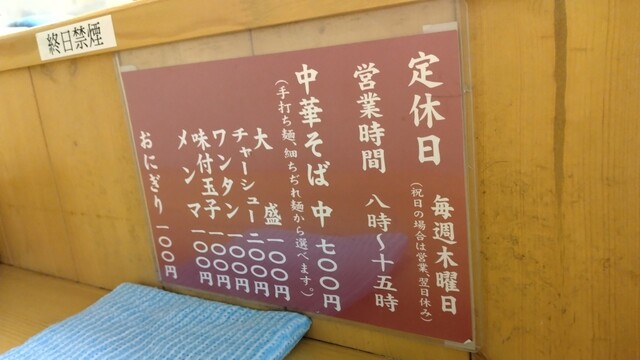 終日禁煙
定休日
毎週木曜日
(祝日の場合は営業、翌日休み)
営業時間 八時〜十五時
中華そば 中 七〇〇円
(手打ち麺、細ちぢれ麺から選べます。)
大盛 一〇〇円
チャーシュー 二〇〇円
ワンタン 一〇〇円
味付玉子 一〇〇円
メンマ 一〇〇円
おにぎり 一〇〇円